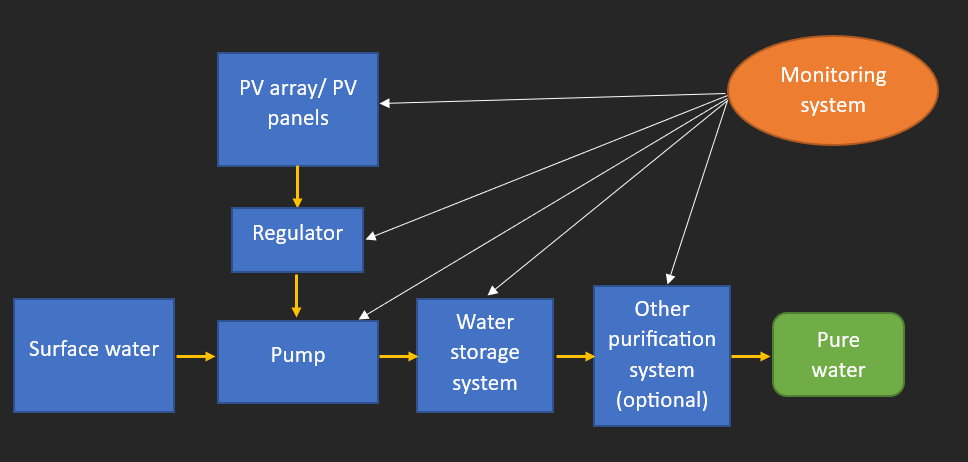 PV array/ PV
panels
Monitoring
system
Regulator
Surface water
Pump
Water
storage
system
Other
purification
system
(optional)
Pure
water